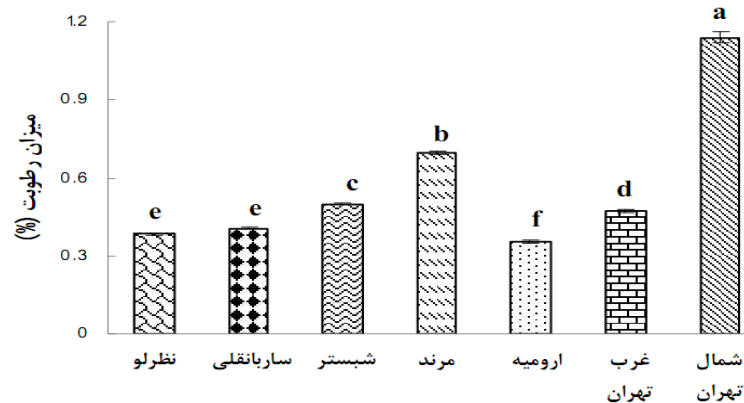 میزان رطوبت (%)
1.2
0.9
0.6
0.3
0
e
e
c
b
f
d
a
نظرلو
ساربانقلی
شبستر
مرند
ارومیه
غرب
تهران
شمال
تهران